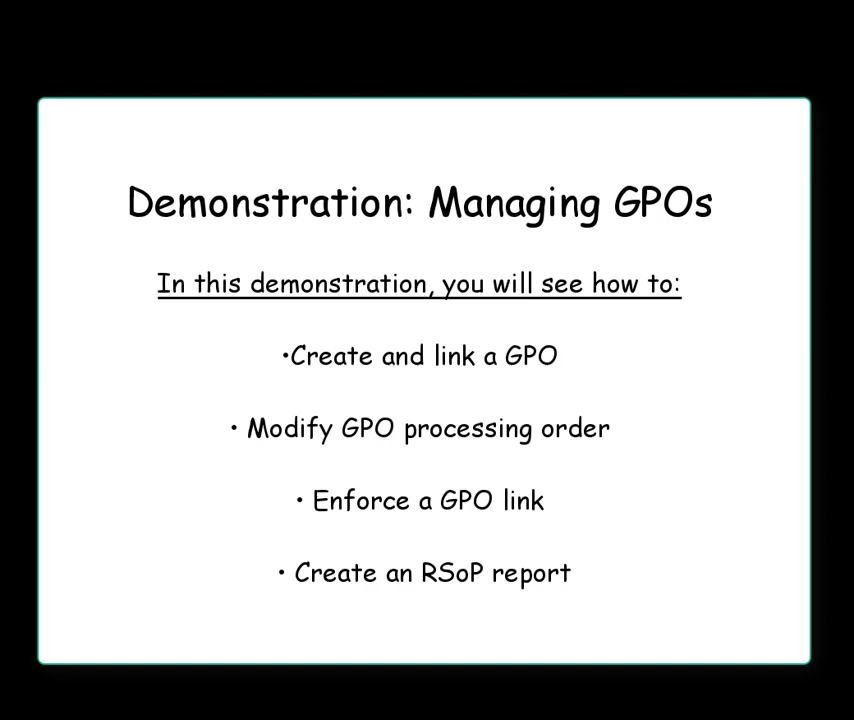 Demonstration: Managing GPOs
In this demonstration, you will see how to:
•Create and link a GPO
• Modify GPO processing order
• Enforce a GPO link
• Create an RSoP report